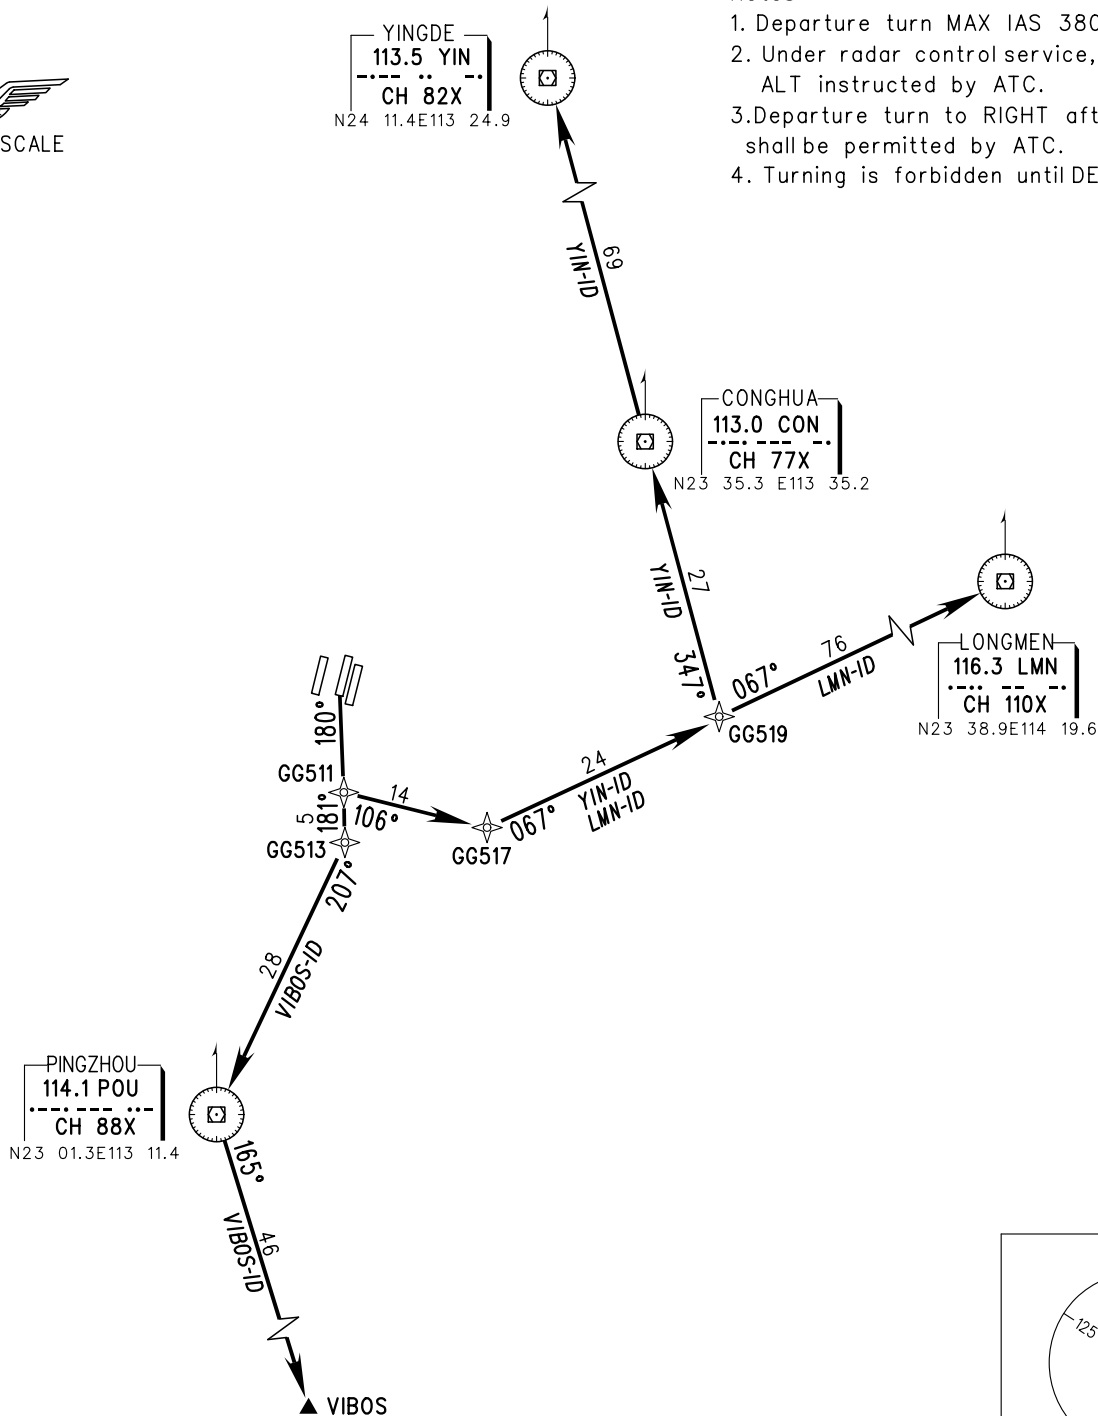 1. Departure turn MAX IAS 380
2. Under radar control service,
ALT instructed by ATC.
3.Departure turn to RIGHT aft
shall be permitted by ATC.
4. Turning is forbidden until DE
SCALE
YINGDE
113.5 YIN
CH 82X
N24 11.4E113 24.9
69
YIN-ID
CONGHUA
113.0 CON
CH 77X
N23 35.3 E113 35.2
27
YIN-ID
347°
067°
76
LMN-ID
LONGMEN
116.3 LMN
CH 110X
N23 38.9E114 19.6
GG519
180°
GG511
14
106°
5
181°
GG513
GG517
067°
24
YIN-ID
LMN-ID
207°
28
VIBOS-ID
PINGZHOU
114.1 POU
CH 88X
N23 01.3E113 11.4
165°
46
VIBOS-ID
125
VIBOS